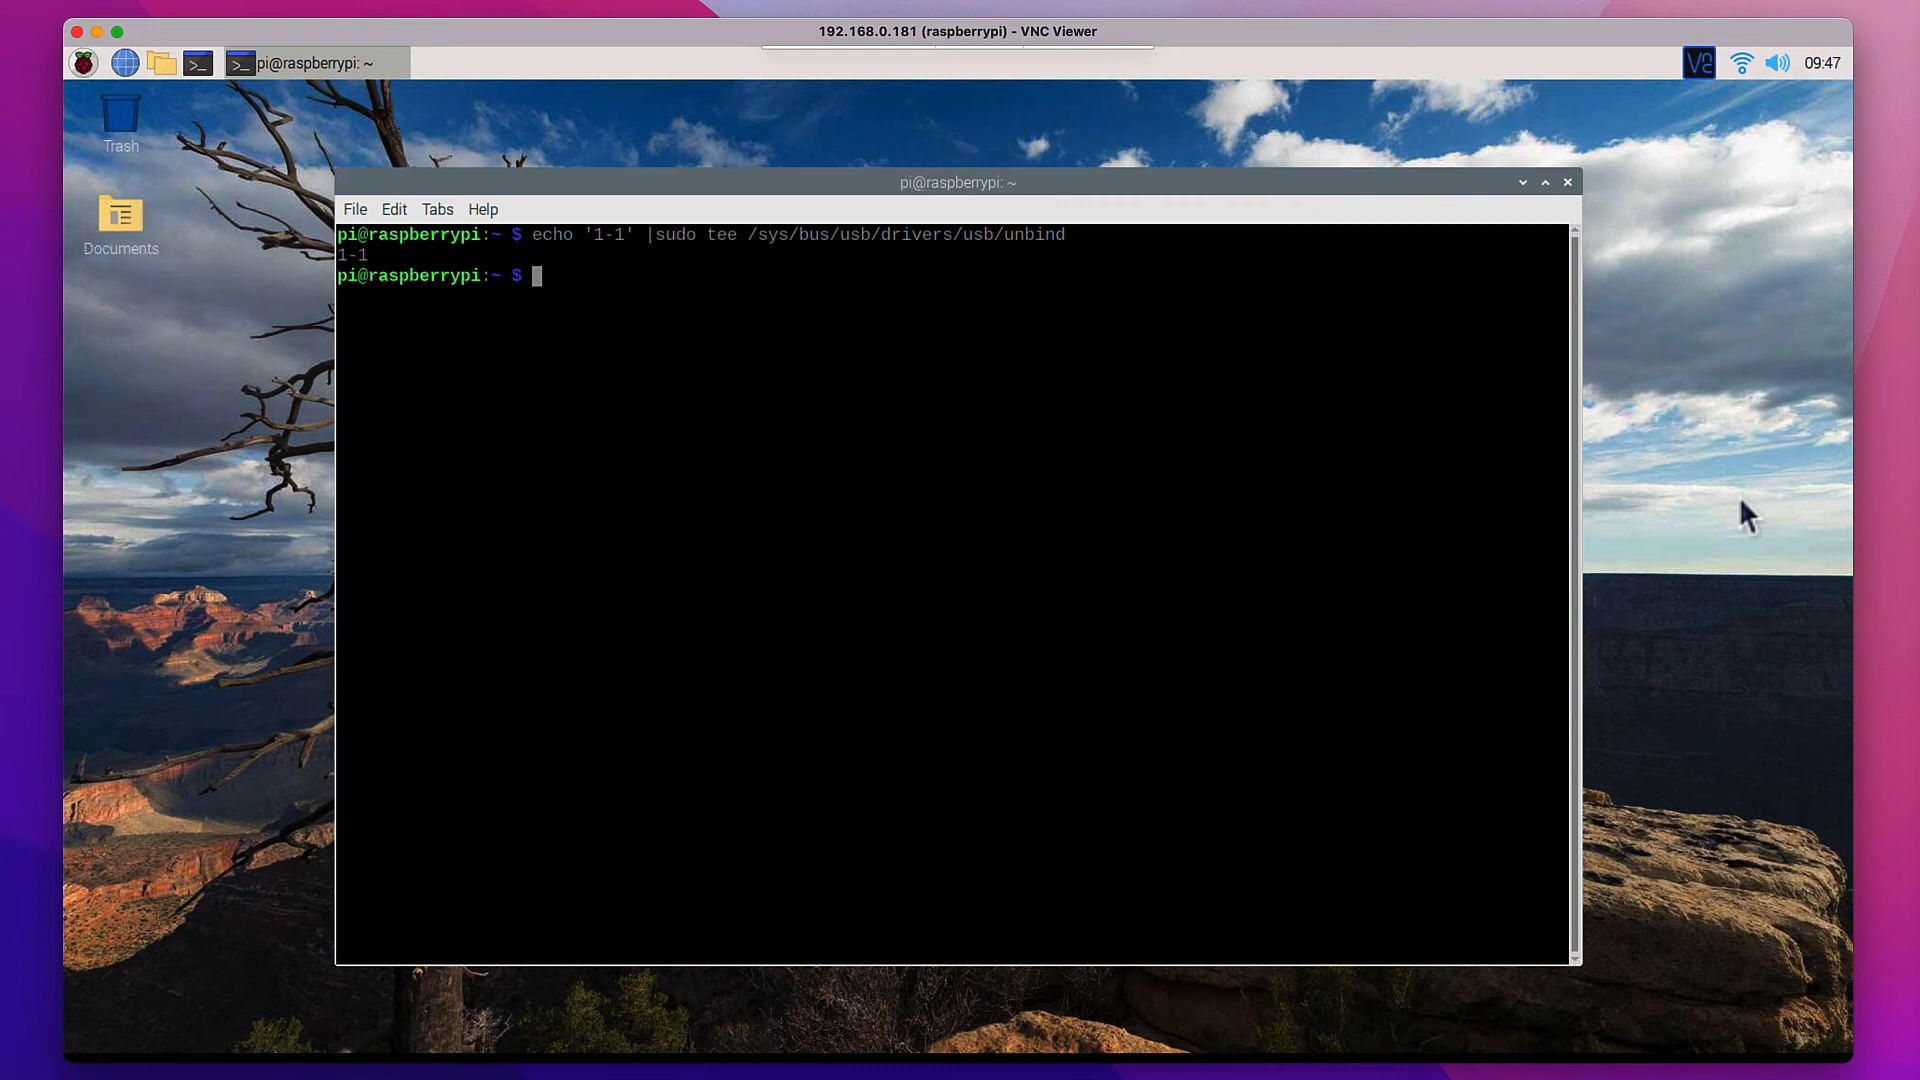 192.168.0.181 (raspberrypi) - VNC Viewer
pi@raspberrypi: ~
09:47
Trash
Documents
pi@raspberrypi: ~
File Edit Tabs Help
pi@raspberrypi:~ $ echo '1-1' |sudo tee /sys/bus/usb/drivers/usb/unbind
1-1
pi@raspberrypi:~ $